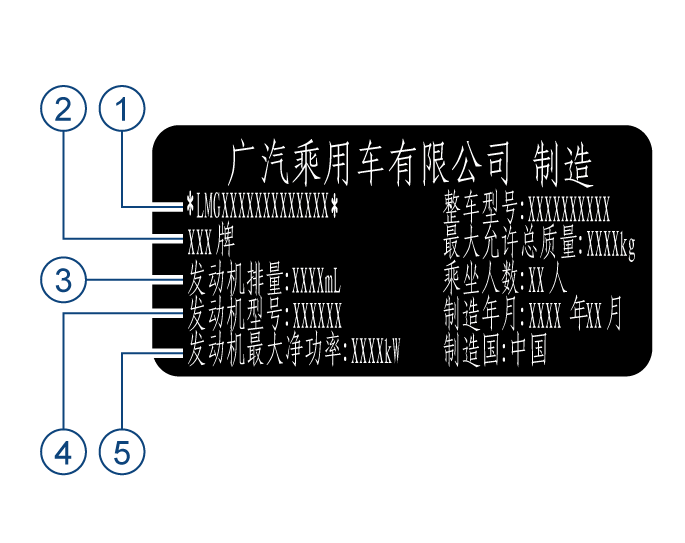 ② ①
广汽乘用车有限公司 制造
*LMGXXXXXXXXXXXXX* 整车型号:XXXXXXXXXX
XXX牌 最大允许总质量:XXXXkg
③ 发动机排量:XXXXmL 乘坐人数:XX人
发动机型号:XXXXXX 制造年月:XXXX 年XX月
发动机最大净功率:XXXXkW 制造国:中国
④ ⑤